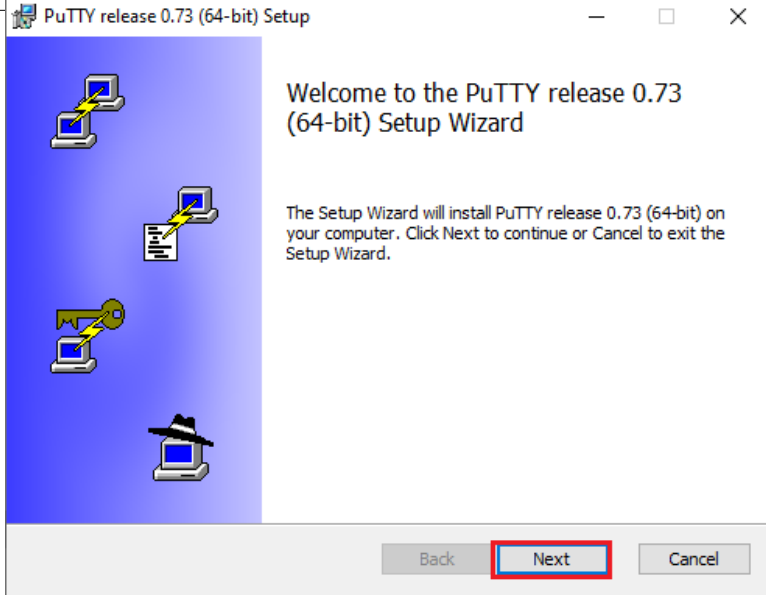 PuTTY release 0.73 (64-bit) Setup
Welcome to the PuTTY release 0.73
(64-bit) Setup Wizard
The Setup Wizard will install PuTTY release 0.73 (64-bit) on
your computer. Click Next to continue or Cancel to exit the
Setup Wizard.
Back Next Cancel